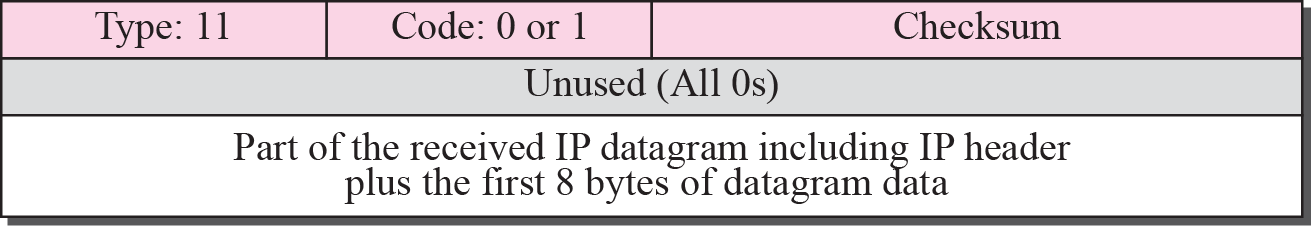 Type: 11 Code: 0 or 1 Checksum
Unused (All 0s)
Part of the received IP datagram including IP header
plus the first 8 bytes of datagram data